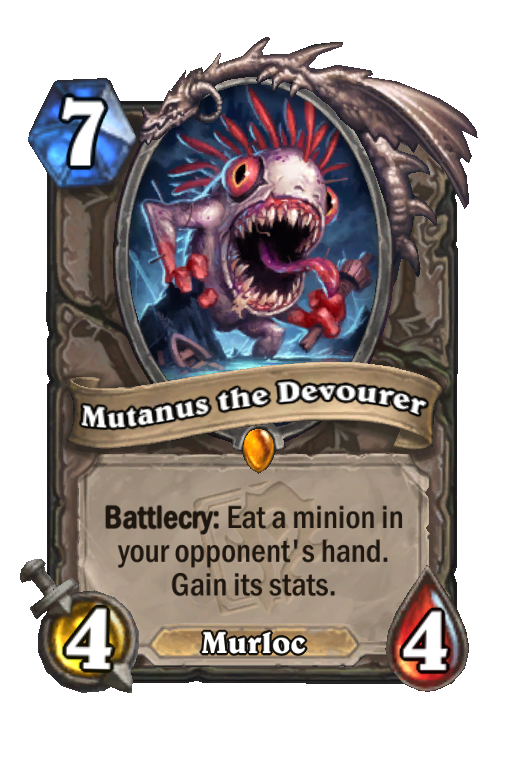 7
Mutanus the Devourer
Battlecry: Eat a minion in
your opponent's hand.
Gain its stats.
4
Murloc
4